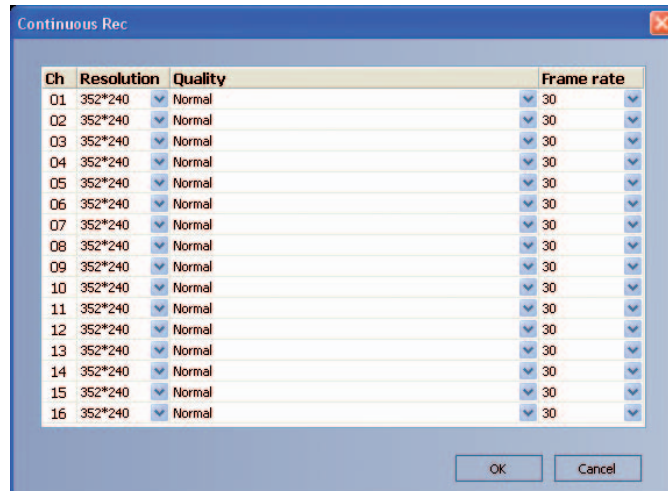 Continuous Rec
Ch Resolution Quality Frame rate
01 352*240 Normal 30
02 352*240 Normal 30
03 352*240 Normal 30
04 352*240 Normal 30
05 352*240 Normal 30
06 352*240 Normal 30
07 352*240 Normal 30
08 352*240 Normal 30
09 352*240 Normal 30
10 352*240 Normal 30
11 352*240 Normal 30
12 352*240 Normal 30
13 352*240 Normal 30
14 352*240 Normal 30
15 352*240 Normal 30
16 352*240 Normal 30
OK Cancel